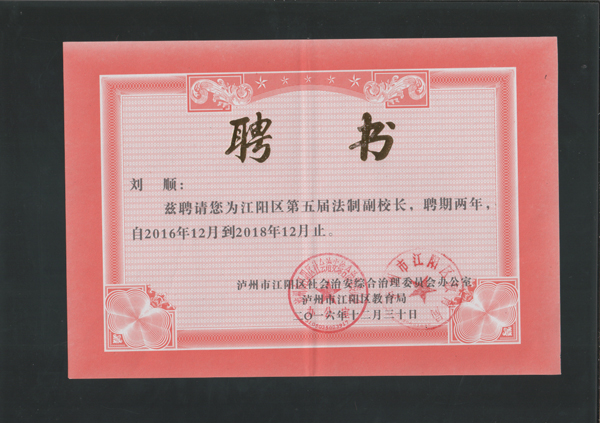 聘书
刘 顺：
兹聘请您为江阳区第五届法制副校长，聘期两年，
自2016年12月到2018年12月止。
泸州市江阳区社会治安综合治理委员会办公室
泸州市江阳区教育局
二〇一六年十二月三十日